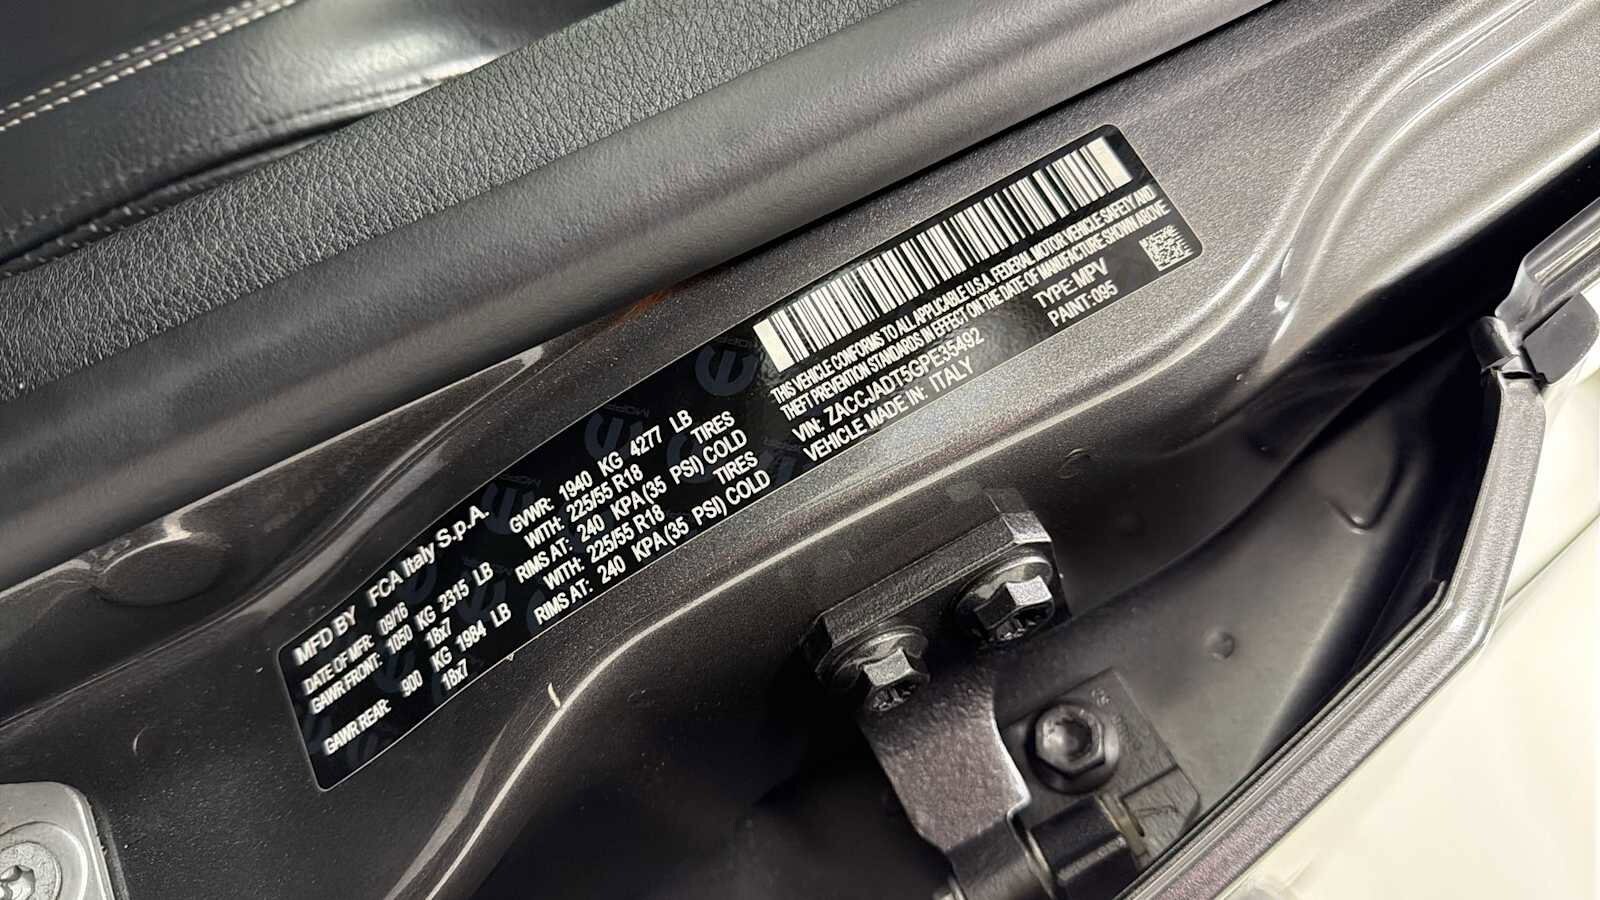 MFD BY FCA Italy S.p.A.
DATE OF MFR: 09/16 GVWR: 1940 KG 4277 LB
GAWR FRONT: 1050 KG 2315 LB WITH: 225/55 R18 TIRES
18x7 RIMS AT: 240 KPA(35 PSI) COLD
GAWR REAR: 900 KG 1984 LB WITH: 225/55 R18 TIRES
18x7 RIMS AT: 240 KPA(35 PSI) COLD
THIS VEHICLE CONFORMS TO ALL APPLICABLE U.S.A. FEDERAL MOTOR VEHICLE SAFETY AND
THEFT PREVENTION STANDARDS IN EFFECT ON THE DATE OF MANUFACTURE SHOWN ABOVE.
VIN: ZACCJADT5GPE35492 TYPE: MPV
VEHICLE MADE IN: ITALY PAINT: 095